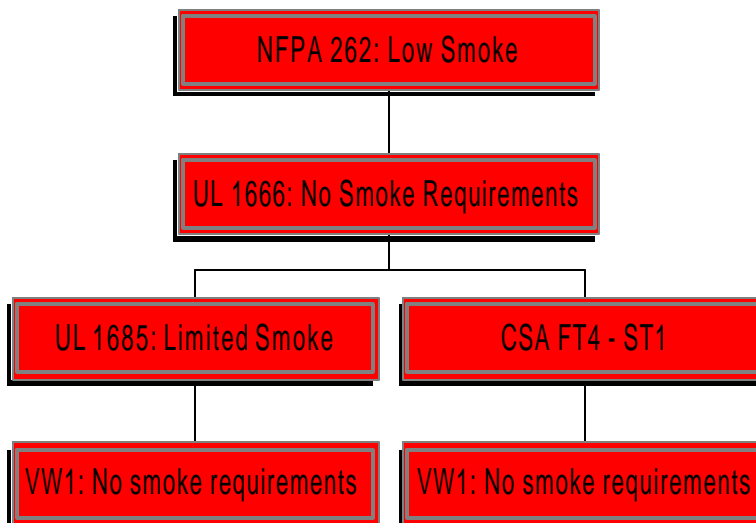 NFPA 262: Low Smoke
UL 1666: No Smoke Requirements
UL 1685: Limited Smoke
CSA FT4 - ST1
VW1: No smoke requirements
VW1: No smoke requirements